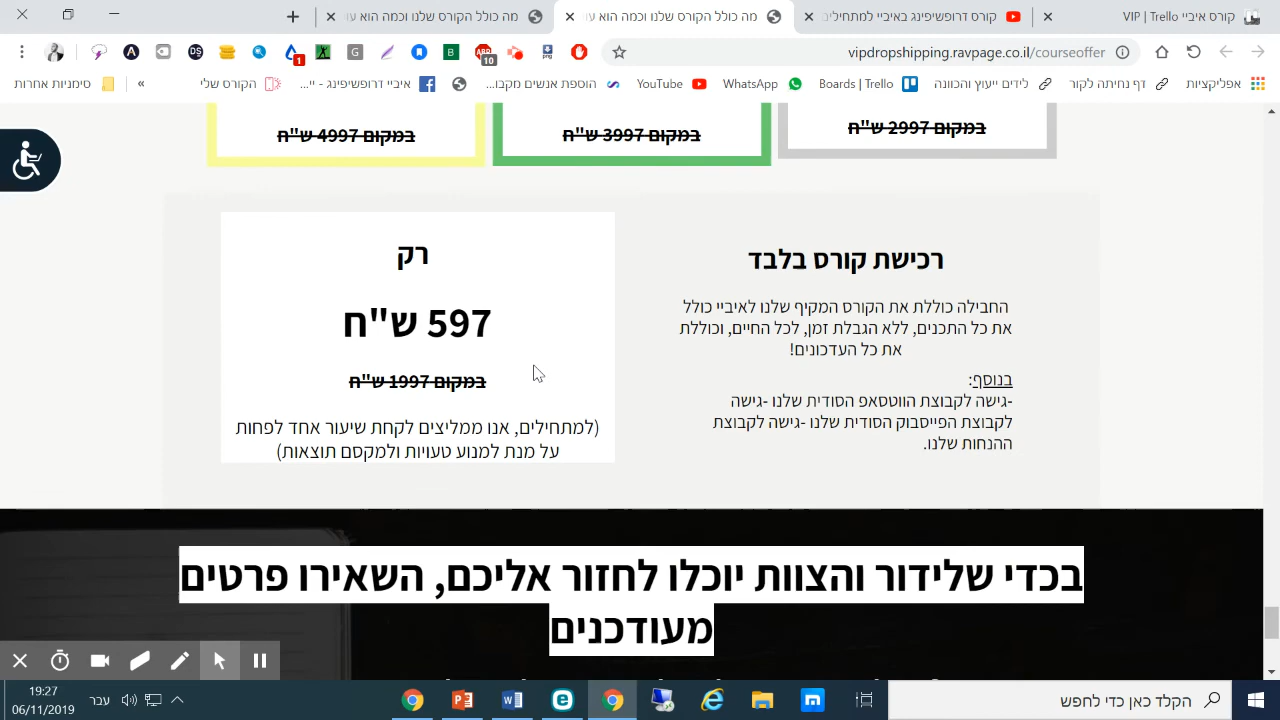 קורס איביי VIP | Trello
קורס דרופשיפינג באיביי למתחילים
מה כולל הקורס שלנו וכמה הוא עו
מה כולל הקורס שלנו וכמה הוא עו
vipdropshipping.ravpage.co.il/courseoffer
1
10
אפליקציות
דף נחיתה לקור...
לידים ייעוץ והכוונה
Boards | Trello
WhatsApp
YouTube
הוספת אנשים מקבו...
איביי דרופשיפינג - יי...
הקורס שלי
»
סימניות אחרות
במקום 2997 ש"ח
במקום 3997 ש"ח
במקום 4997 ש"ח
רכישת קורס בלבד
החבילה כוללת את הקורס המקיף שלנו לאיביי כולל
את כל התכנים, ללא הגבלת זמן, לכל החיים, וכוללת
את כל העדכונים!
בנוסף:
-גישה לקבוצת הווטסאפ הסודית שלנו -גישה
לקבוצת הפייסבוק הסודית שלנו -גישה לקבוצת
ההנחות שלנו.
רק
597 ש"ח
במקום 1997 ש"ח
(למתחילים, אנו ממליצים לקחת שיעור אחד לפחות
על מנת למנוע טעויות ולמקסם תוצאות)
בכדי שלידור והצוות יוכלו לחזור אליכם, השאירו פרטים
מעודכנים
הקלד כאן כדי לחפש
עבר
19:27
06/11/2019